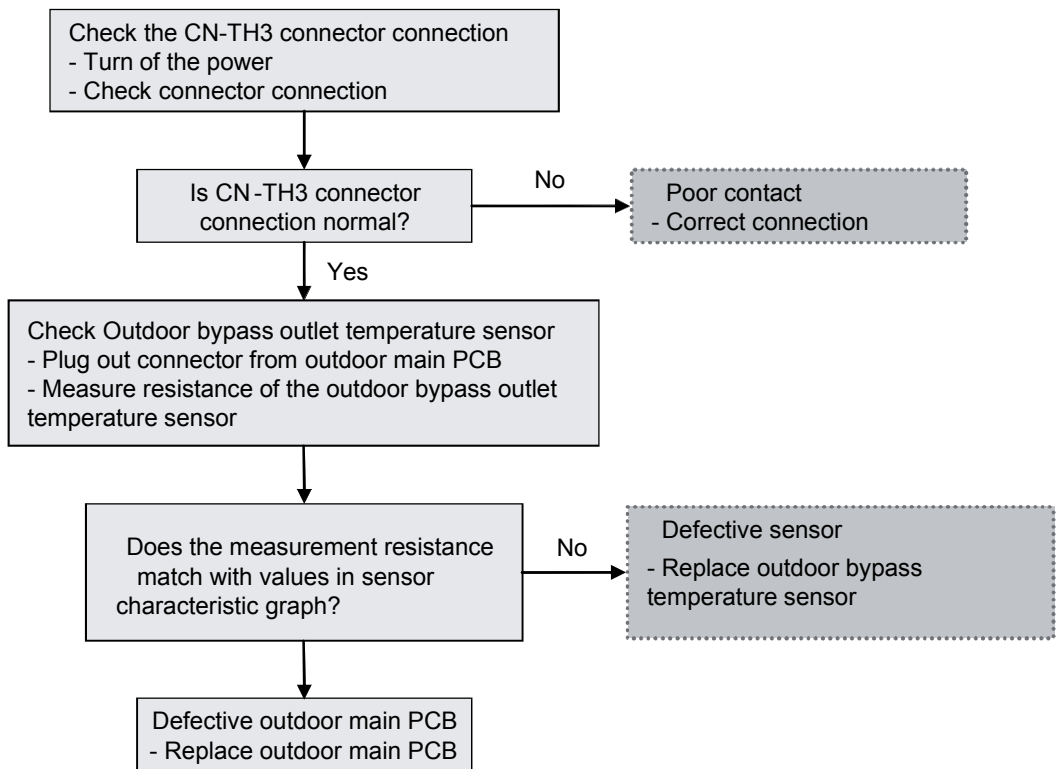 Check the CN-TH3 connector connection
- Turn of the power
- Check connector connection
Is CN-TH3 connector
connection normal?
No
Poor contact
- Correct connection
Yes
Check Outdoor bypass outlet temperature sensor
- Plug out connector from outdoor main PCB
- Measure resistance of the outdoor bypass outlet
temperature sensor
Does the measurement resistance
match with values in sensor
characteristic graph?
No
Defective sensor
- Replace outdoor bypass
temperature sensor
Defective outdoor main PCB
- Replace outdoor main PCB